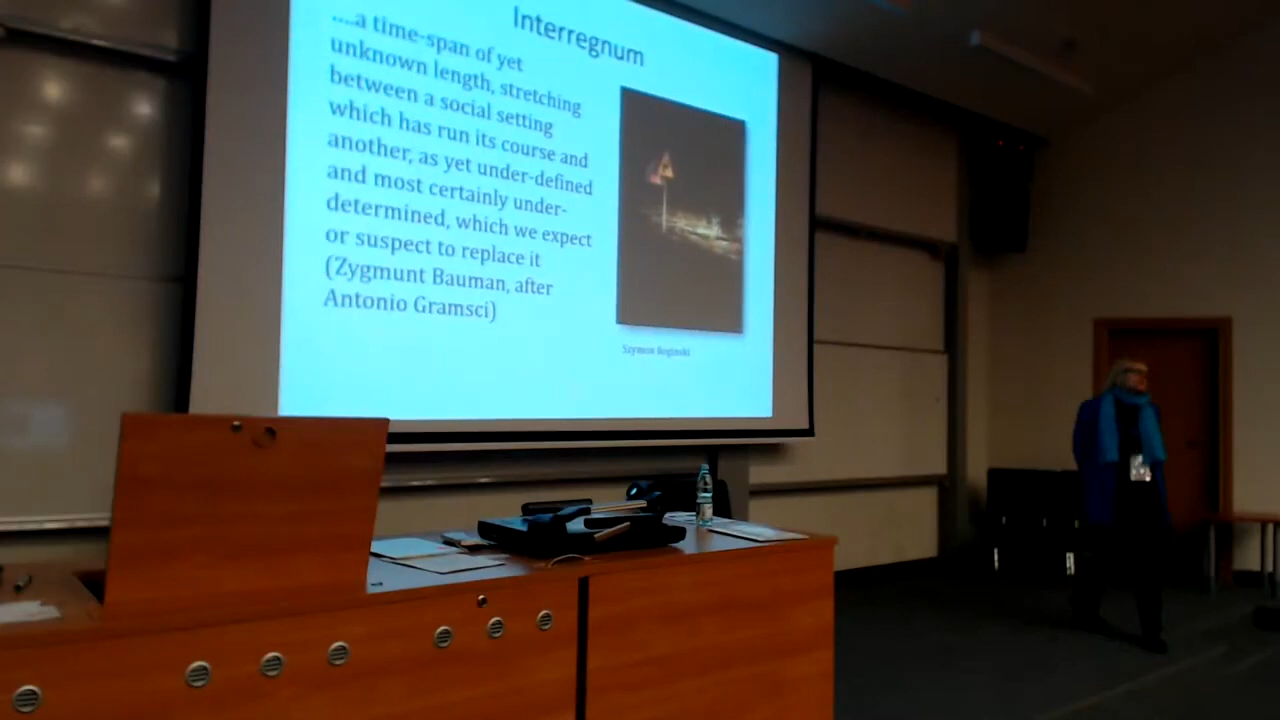 Interregnum
....a time-span of yet
unknown length, stretching
between a social setting
which has run its course and
another, as yet under-defined
and most certainly under-
determined, which we expect
or suspect to replace it
(Zygmunt Bauman, after
Antonio Gramsci)
Szymon Rogiński